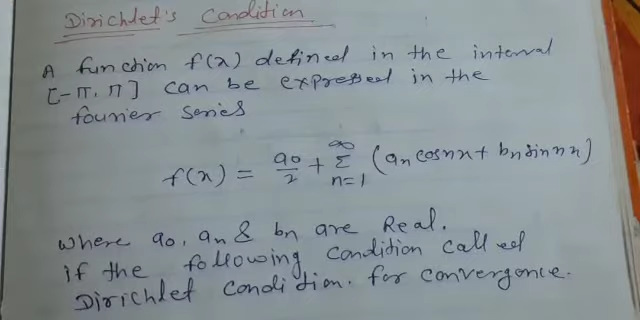 Dirichlet's Condition
A function f(x) defined in the interval
[-π, π] can be expressed in the
fourier series
f(x) = a₀/2 + ∞Σn=1 (aₙ cosnx + bₙ sinnx)
where a₀, aₙ & bₙ are Real.
if the following condition called
Dirichlet condition. for convergence.